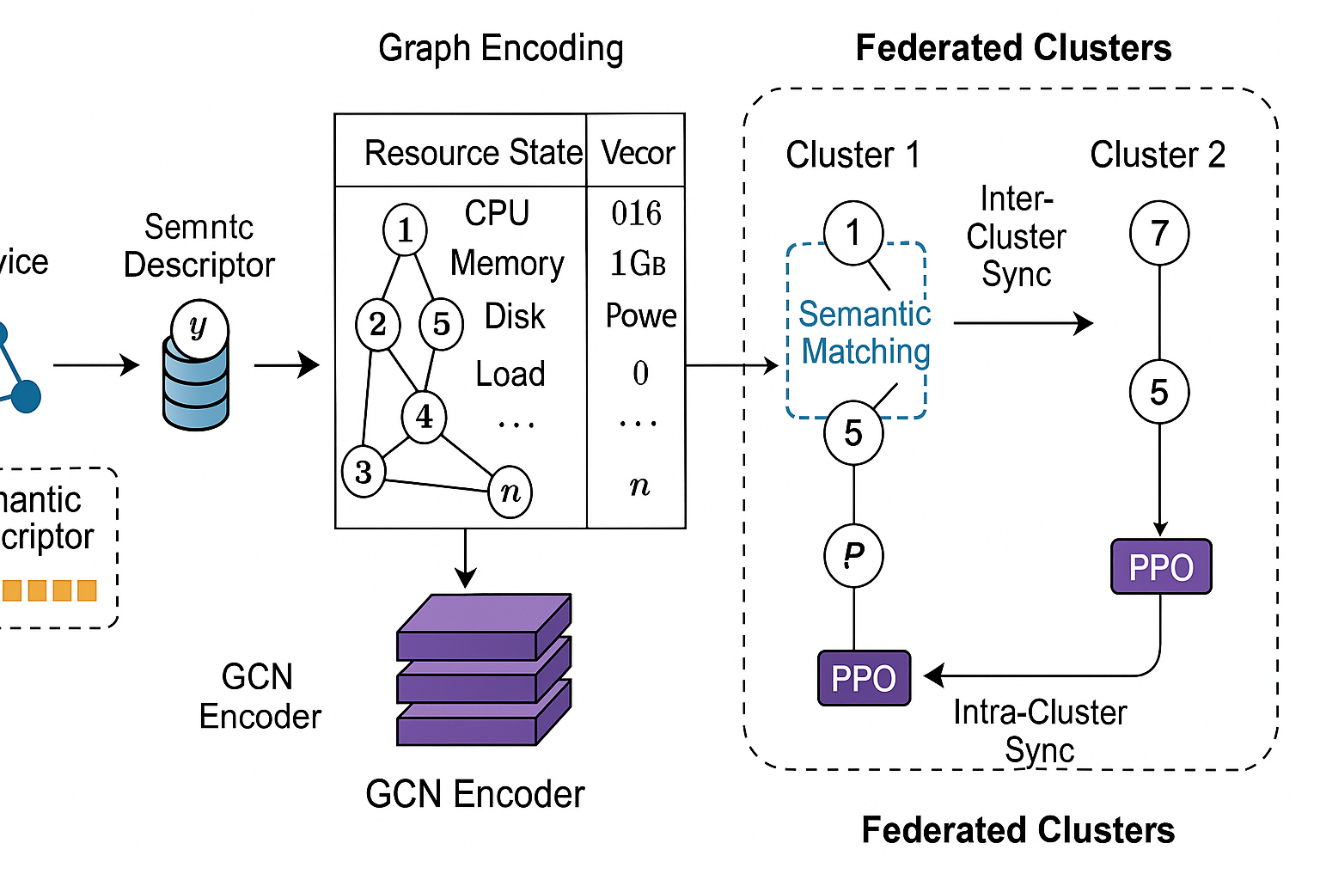 Graph Encoding
Federated Clusters
vice
Semntc
Descriptor
y
mantic
criptor
Resource State
Vecor
1
CPU
016
Memory
1GB
2
5
Disk
Powe
Load
0
4
...
...
3
n
n
GCN
Encoder
GCN Encoder
Cluster 1
Cluster 2
1
Inter-
Cluster
Sync
7
Semantic
Matching
5
5
P
PPO
PPO
Intra-Cluster
Sync
Federated Clusters